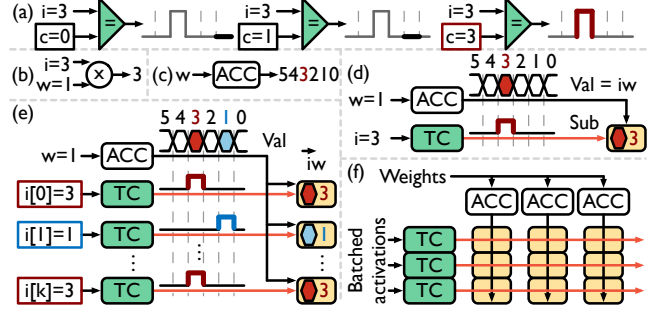 (a) i=3 c=0 = i=3 c=1 = i=3 c=3 =
(b) i=3 w=1 × 3
(c) w ACC 543210
(d) 5 4 3 2 1 0
w=1 ACC Val = iw
i=3 TC Sub 3
(e) 5 4 3 2 1 0 Val
w=1 ACC iw
i[0]=3 TC 3
i[1]=1 TC 1
⋮ ⋮ ⋮
i[k]=3 TC 3
(f) Weights
ACC ACC ACC
Batched
activations
TC
TC
TC